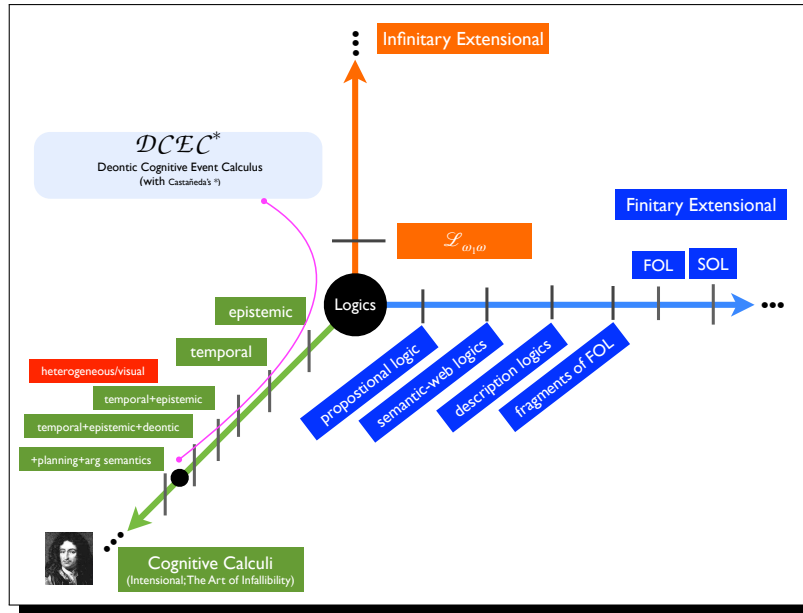 Infinitary Extensional
𝒟𝒞ℰ𝒞*
Deontic Cognitive Event Calculus
(with Castañeda's *)
Finitary Extensional
ℒω₁ω
FOL
SOL
Logics
epistemic
temporal
heterogeneous/visual
temporal+epistemic
temporal+epistemic+deontic
+planning+arg semantics
propostional logic
semantic-web logics
description logics
fragments of FOL
Cognitive Calculi
(Intensional; The Art of Infallibility)